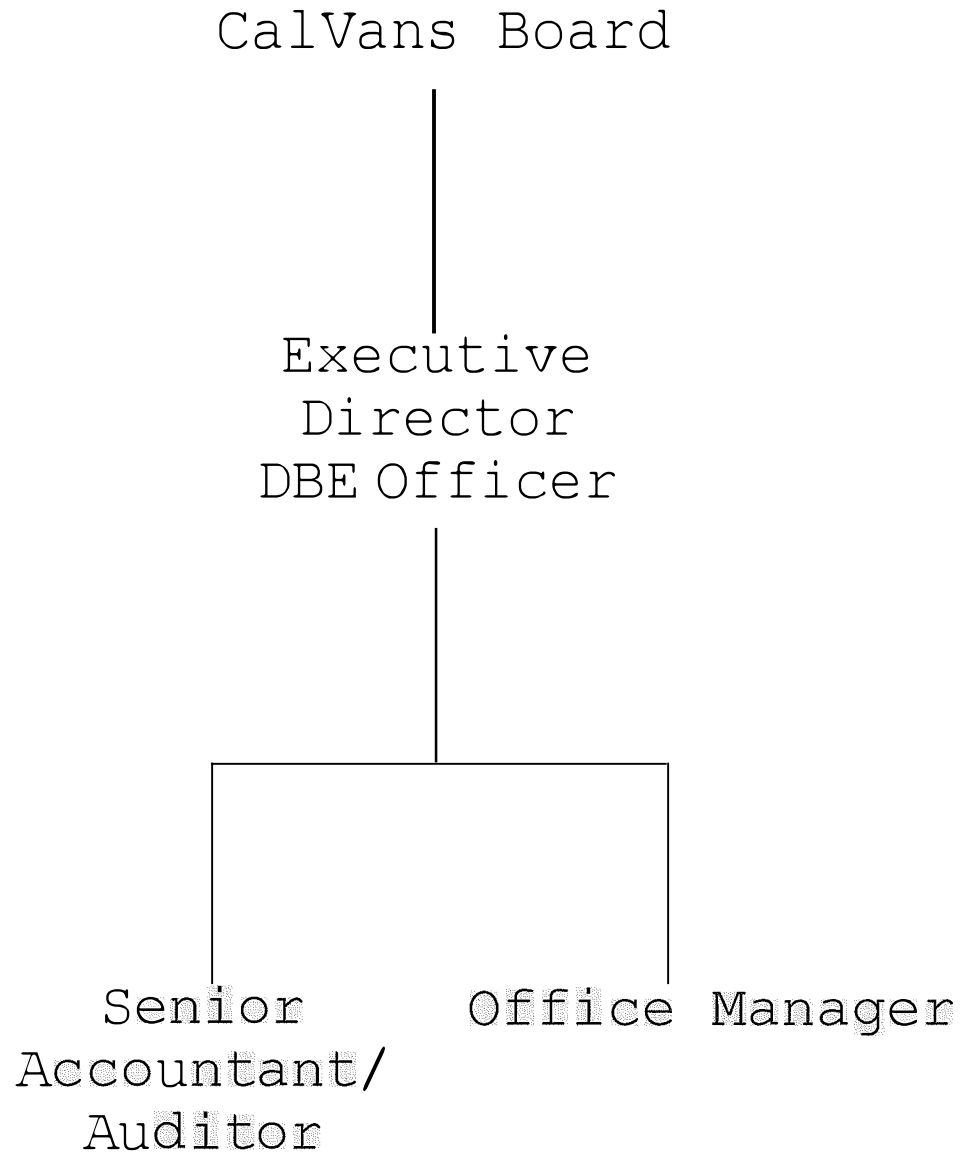 CalVans Board
Executive
Director
DBE Officer
Senior
Accountant/
Auditor
Office Manager